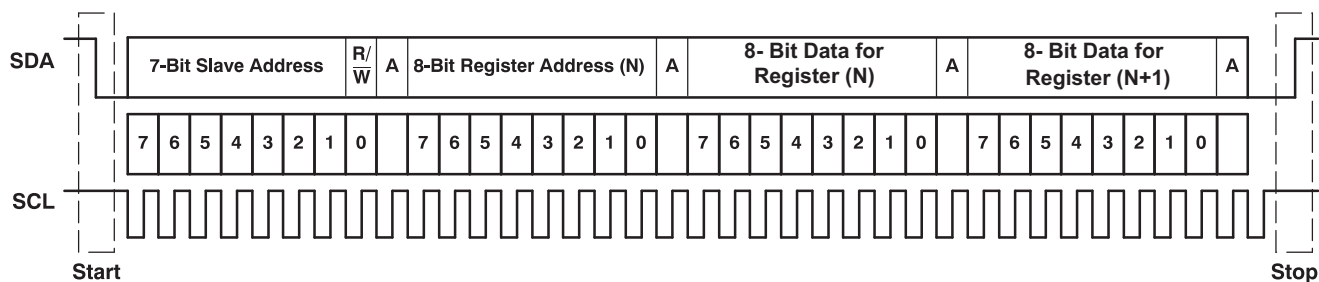 SDA
7-Bit Slave Address
R/
W
A
8-Bit Register Address (N)
A
8- Bit Data for
Register (N)
A
8- Bit Data for
Register (N+1)
A
7 6 5 4 3 2 1 0 7 6 5 4 3 2 1 0 7 6 5 4 3 2 1 0 7 6 5 4 3 2 1 0
SCL
Start
Stop